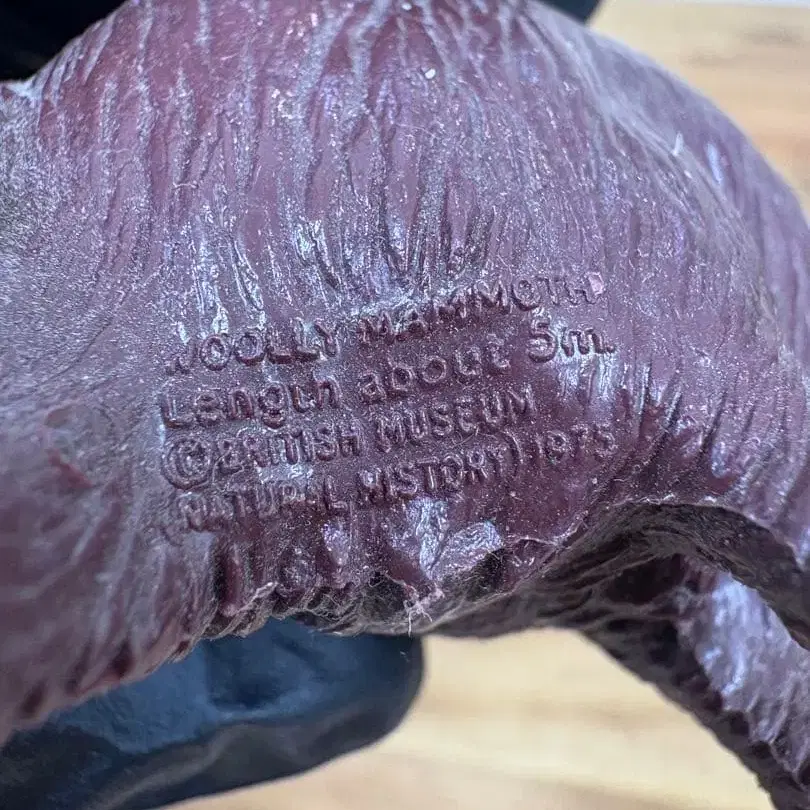 WOOLLY MAMMOTH
Length about 5m.
©BRITISH MUSEUM
(NATURAL HISTORY) 1975